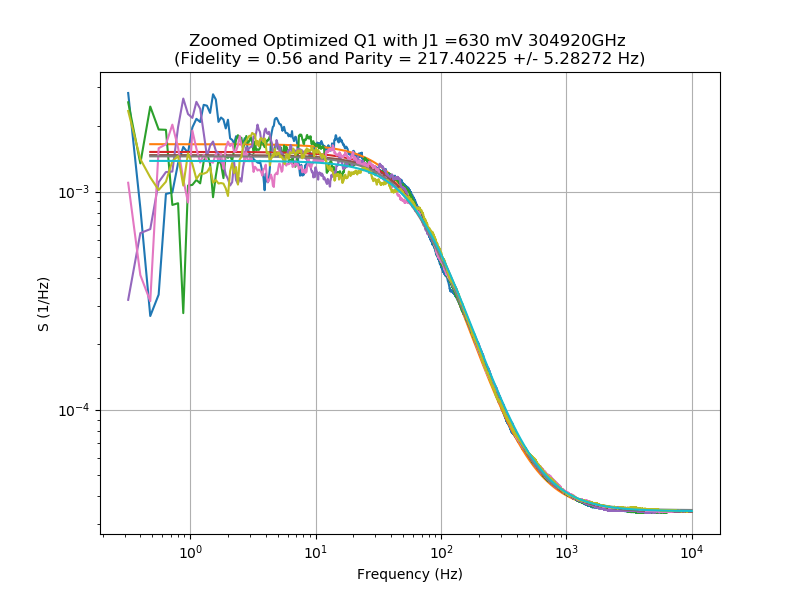 Zoomed Optimized Q1 with J1 =630 mV 304920GHz
(Fidelity = 0.56 and Parity = 217.40225 +/- 5.28272 Hz)
10⁻³
10⁻⁴
S (1/Hz)
10⁰ 10¹ 10² 10³ 10⁴
Frequency (Hz)